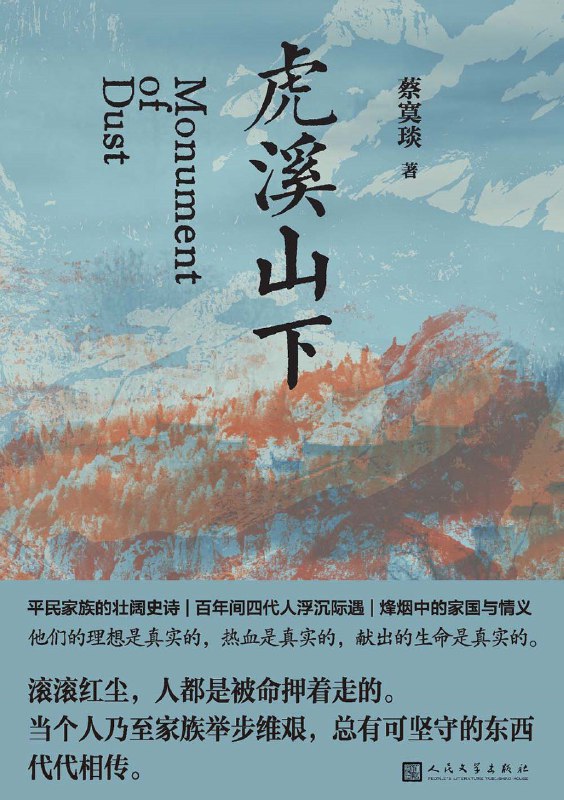 虎溪山下
Monument
of
Dust
蔡寞琰 著
平民家族的壮阔史诗|百年间四代人浮沉际遇|烽烟中的家国与情义
他们的理想是真实的，热血是真实的，献出的生命是真实的。
滚滚红尘，人都是被命押着走的。
当个人乃至家族举步维艰，总有可坚守的东西
代代相传。
人民文学出版社
PEOPLE'S LITERATURE PUBLISHING HOUSE